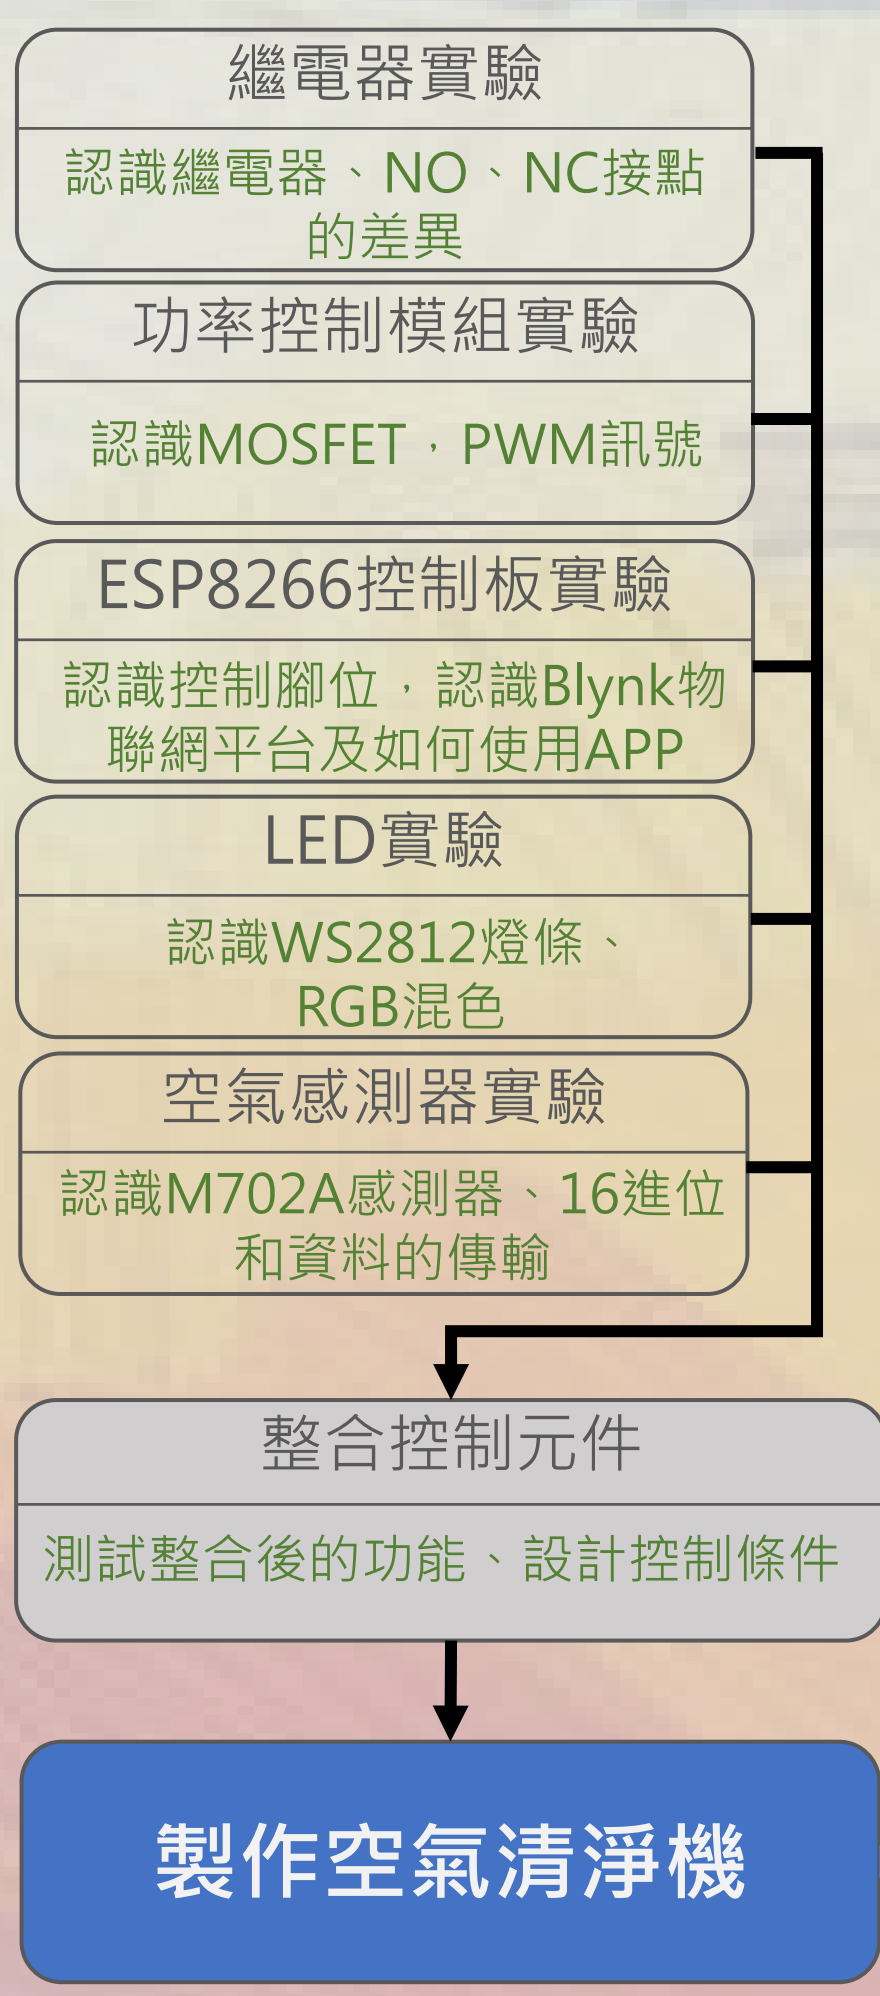 繼電器實驗
認識繼電器、NO、NC接點
的差異
功率控制模組實驗
認識MOSFET，PWM訊號
ESP8266控制板實驗
認識控制腳位，認識Blynk物
聯網平台及如何使用APP
LED實驗
認識WS2812燈條、
RGB混色
空氣感測器實驗
認識M702A感測器、16進位
和資料的傳輸
整合控制元件
測試整合後的功能、設計控制條件
製作空氣清淨機